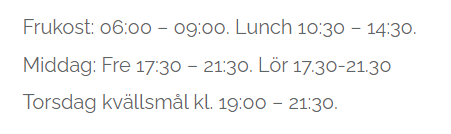 Frukost: 06:00 – 09:00. Lunch 10:30 – 14:30.
Middag: Fre 17:30 – 21:30. Lör 17.30-21.30
Torsdag kvällsmål kl. 19:00 – 21:30.